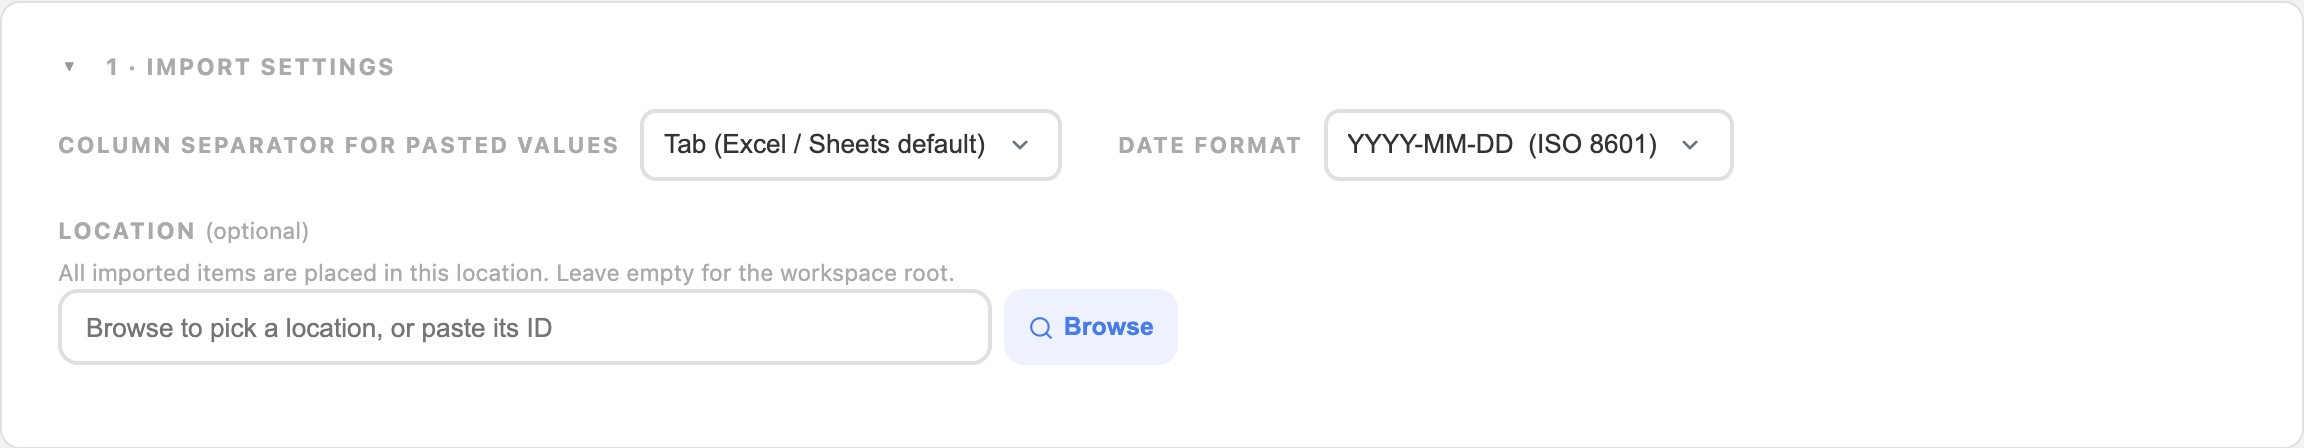 ▼ 1 · IMPORT SETTINGS
COLUMN SEPARATOR FOR PASTED VALUES Tab (Excel / Sheets default) DATE FORMAT YYYY-MM-DD (ISO 8601)
LOCATION (optional)
All imported items are placed in this location. Leave empty for the workspace root.
Browse to pick a location, or paste its ID Browse